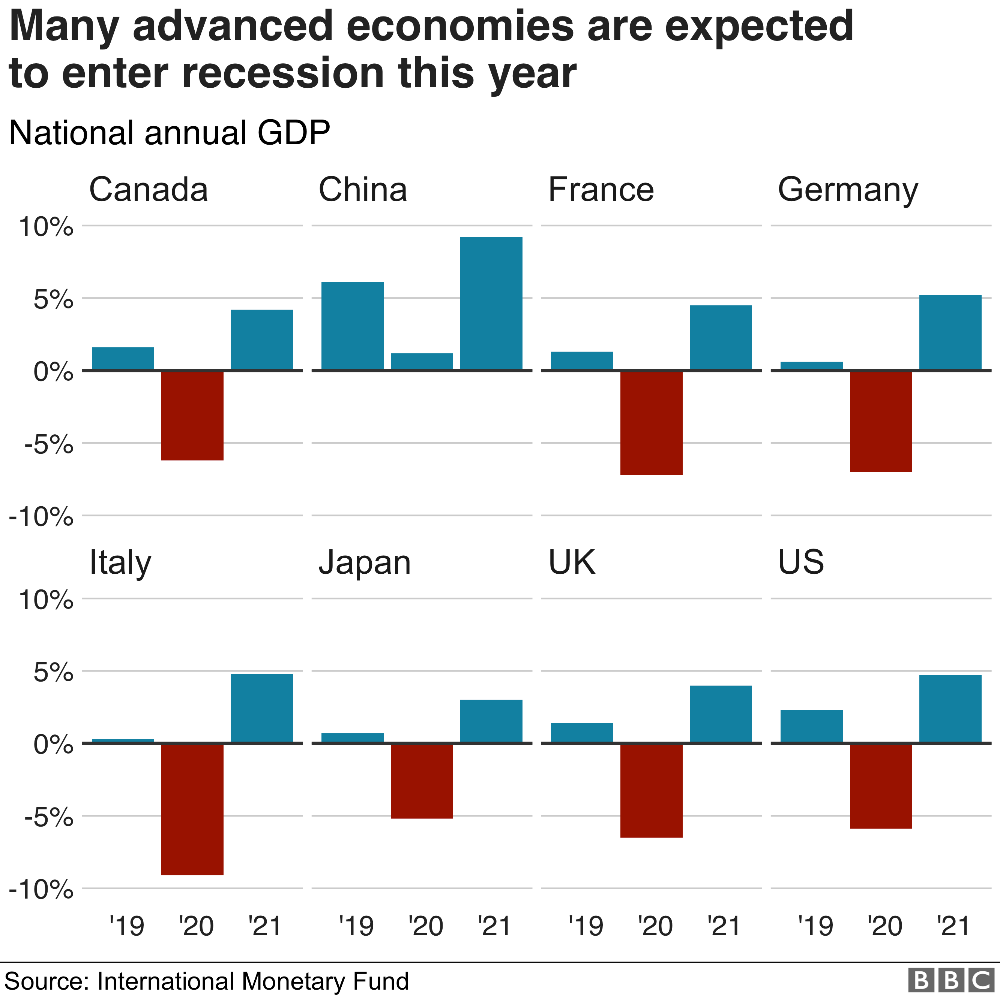 Many advanced economies are expected
to enter recession this year
National annual GDP
Canada China France Germany
10%
5%
0%
-5%
-10%
Italy Japan UK US
10%
5%
0%
-5%
-10%
'19 '20 '21 '19 '20 '21 '19 '20 '21 '19 '20 '21
Source: International Monetary Fund BBC